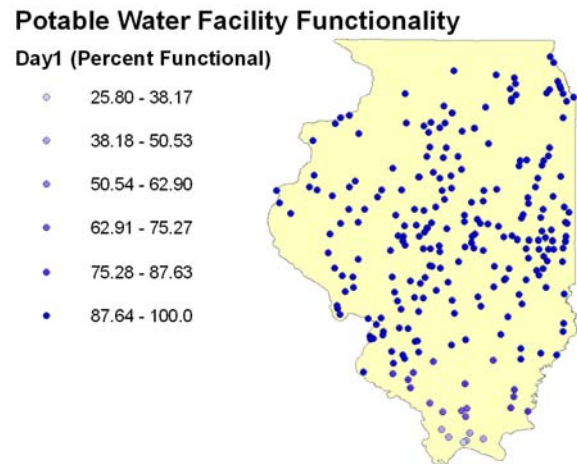 Potable Water Facility Functionality
Day1 (Percent Functional)
25.80 - 38.17
38.18 - 50.53
50.54 - 62.90
62.91 - 75.27
75.28 - 87.63
87.64 - 100.0